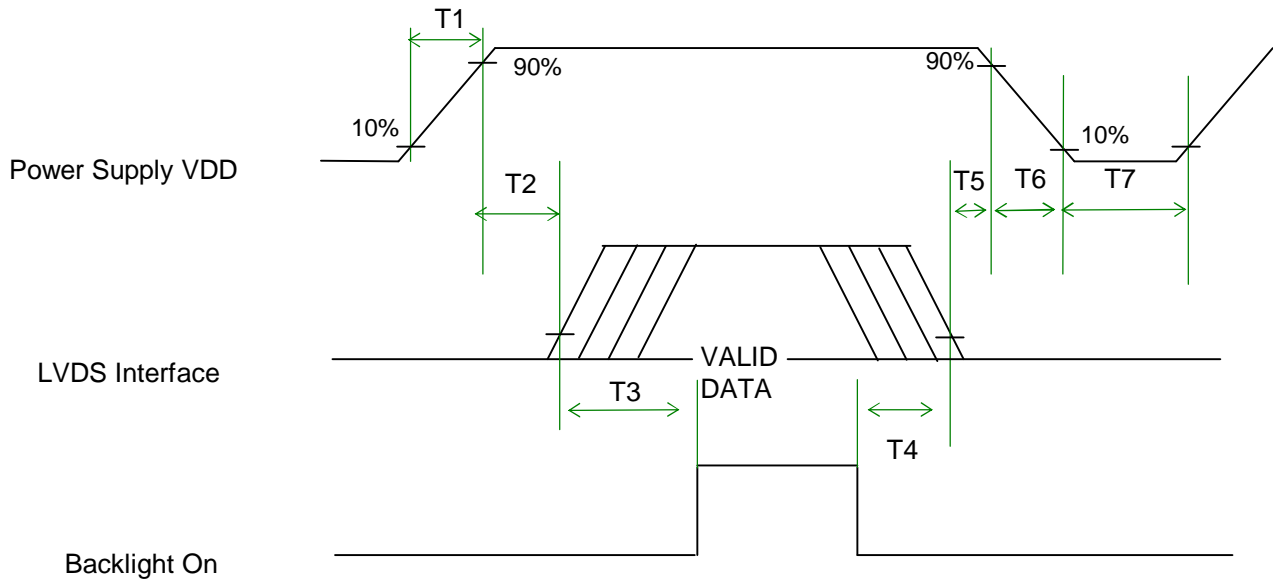 T1
90%
90%
10%
10%
Power Supply VDD
T2
T5
T6
T7
VALID
DATA
LVDS Interface
T3
T4
Backlight On